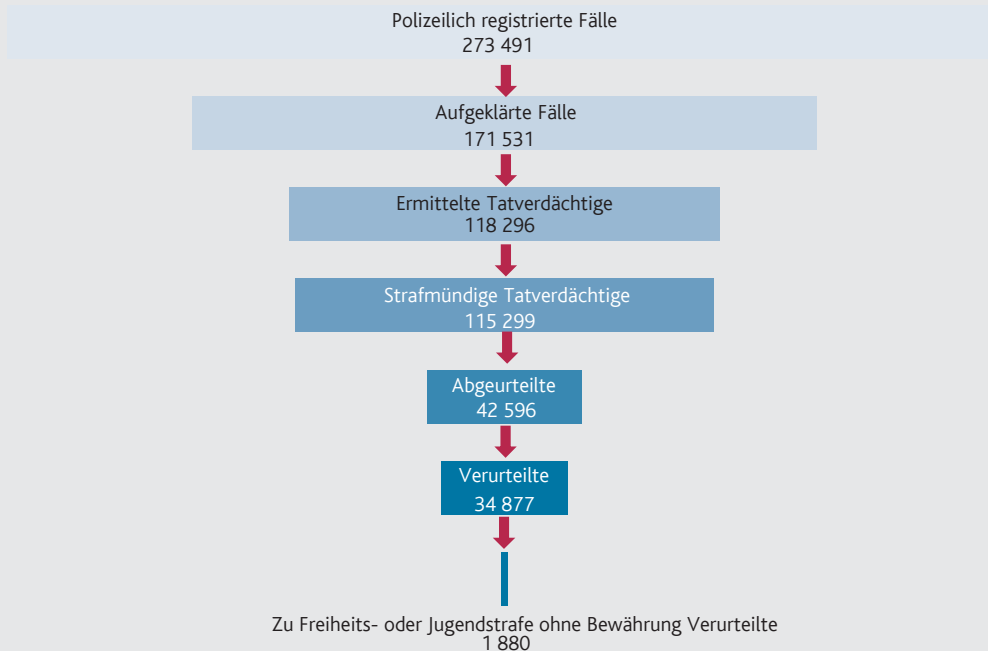 Polizeilich registrierte Fälle
273 491
Aufgeklärte Fälle
171 531
Ermittelte Tatverdächtige
118 296
Strafmündige Tatverdächtige
115 299
Abgeurteilte
42 596
Verurteilte
34 877
Zu Freiheits- oder Jugendstrafe ohne Bewährung Verurteilte
1 880